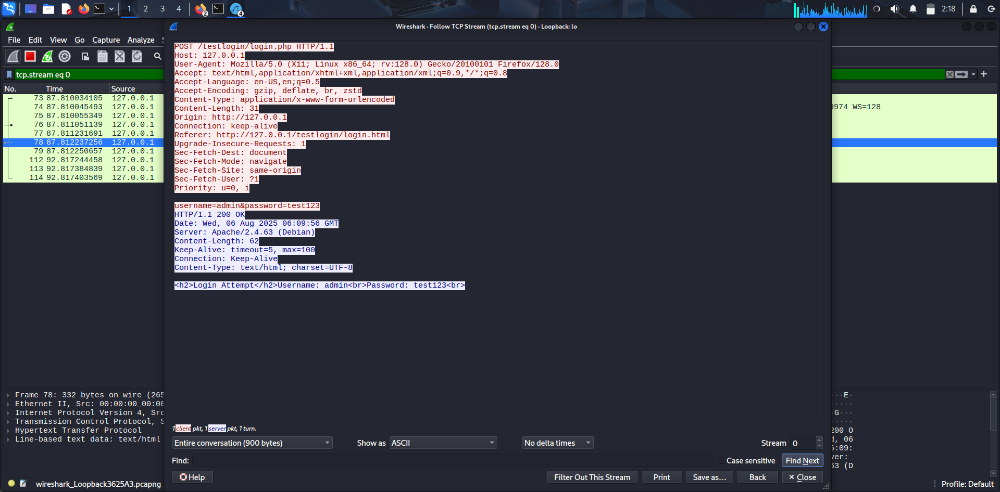 1 2 3 4 2 4 2:18
Wireshark · Follow TCP Stream (tcp.stream eq 0) · Loopback: lo
File Edit View Go Capture Analyze
tcp.stream eq 0
No. Time Source
73 87.810034105 127.0.0.1
74 87.810045493 127.0.0.1
75 87.810055349 127.0.0.1
76 87.811051139 127.0.0.1
77 87.811231691 127.0.0.1
78 87.812237256 127.0.0.1
79 87.812250657 127.0.0.1
112 92.817244458 127.0.0.1
113 92.817384839 127.0.0.1
114 92.817403569 127.0.0.1
9974 WS=128
POST /testlogin/login.php HTTP/1.1
Host: 127.0.0.1
User-Agent: Mozilla/5.0 (X11; Linux x86_64; rv:128.0) Gecko/20100101 Firefox/128.0
Accept: text/html,application/xhtml+xml,application/xml;q=0.9,*/*;q=0.8
Accept-Language: en-US,en;q=0.5
Accept-Encoding: gzip, deflate, br, zstd
Content-Type: application/x-www-form-urlencoded
Content-Length: 31
Origin: http://127.0.0.1
Connection: keep-alive
Referer: http://127.0.0.1/testlogin/login.html
Upgrade-Insecure-Requests: 1
Sec-Fetch-Dest: document
Sec-Fetch-Mode: navigate
Sec-Fetch-Site: same-origin
Sec-Fetch-User: ?1
Priority: u=0, i
username=admin&password=test123
HTTP/1.1 200 OK
Date: Wed, 06 Aug 2025 06:09:56 GMT
Server: Apache/2.4.63 (Debian)
Content-Length: 62
Keep-Alive: timeout=5, max=100
Connection: Keep-Alive
Content-Type: text/html; charset=UTF-8
<h2>Login Attempt</h2>Username: admin<br>Password: test123<br>
Frame 78: 332 bytes on wire (265
Ethernet II, Src: 00:00:00_00:00
Internet Protocol Version 4, Src
Transmission Control Protocol, S
Hypertext Transfer Protocol
Line-based text data: text/html
···E·
·····
·G···
·····
200 O
d, 06
6:09:
ver:
63 (D
1 client pkt, 1 server pkt, 1 turn.
Entire conversation (900 bytes) Show as ASCII No delta times Stream 0
Find: Case sensitive Find Next
Help Filter Out This Stream Print Save as… Back × Close
wireshark_Loopback3625A3.pcapng Profile: Default